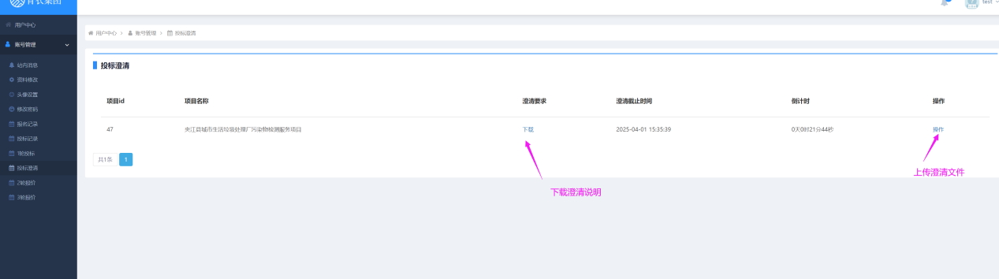 青衣集团
test
用户中心
账号管理
站内消息
资料修改
头像设置
修改密码
报名记录
投标记录
1轮投标
投标澄清
2轮报价
3轮报价
用户中心 > 账号管理 > 投标澄清
投标澄清
项目id 项目名称 澄清要求 澄清截止时间 倒计时 操作
47 夹江县城市生活垃圾处理厂污染物检测服务项目 下载 2025-04-01 15:35:39 0天0时21分44秒 操作
共1条 1
上传澄清文件
下载澄清说明